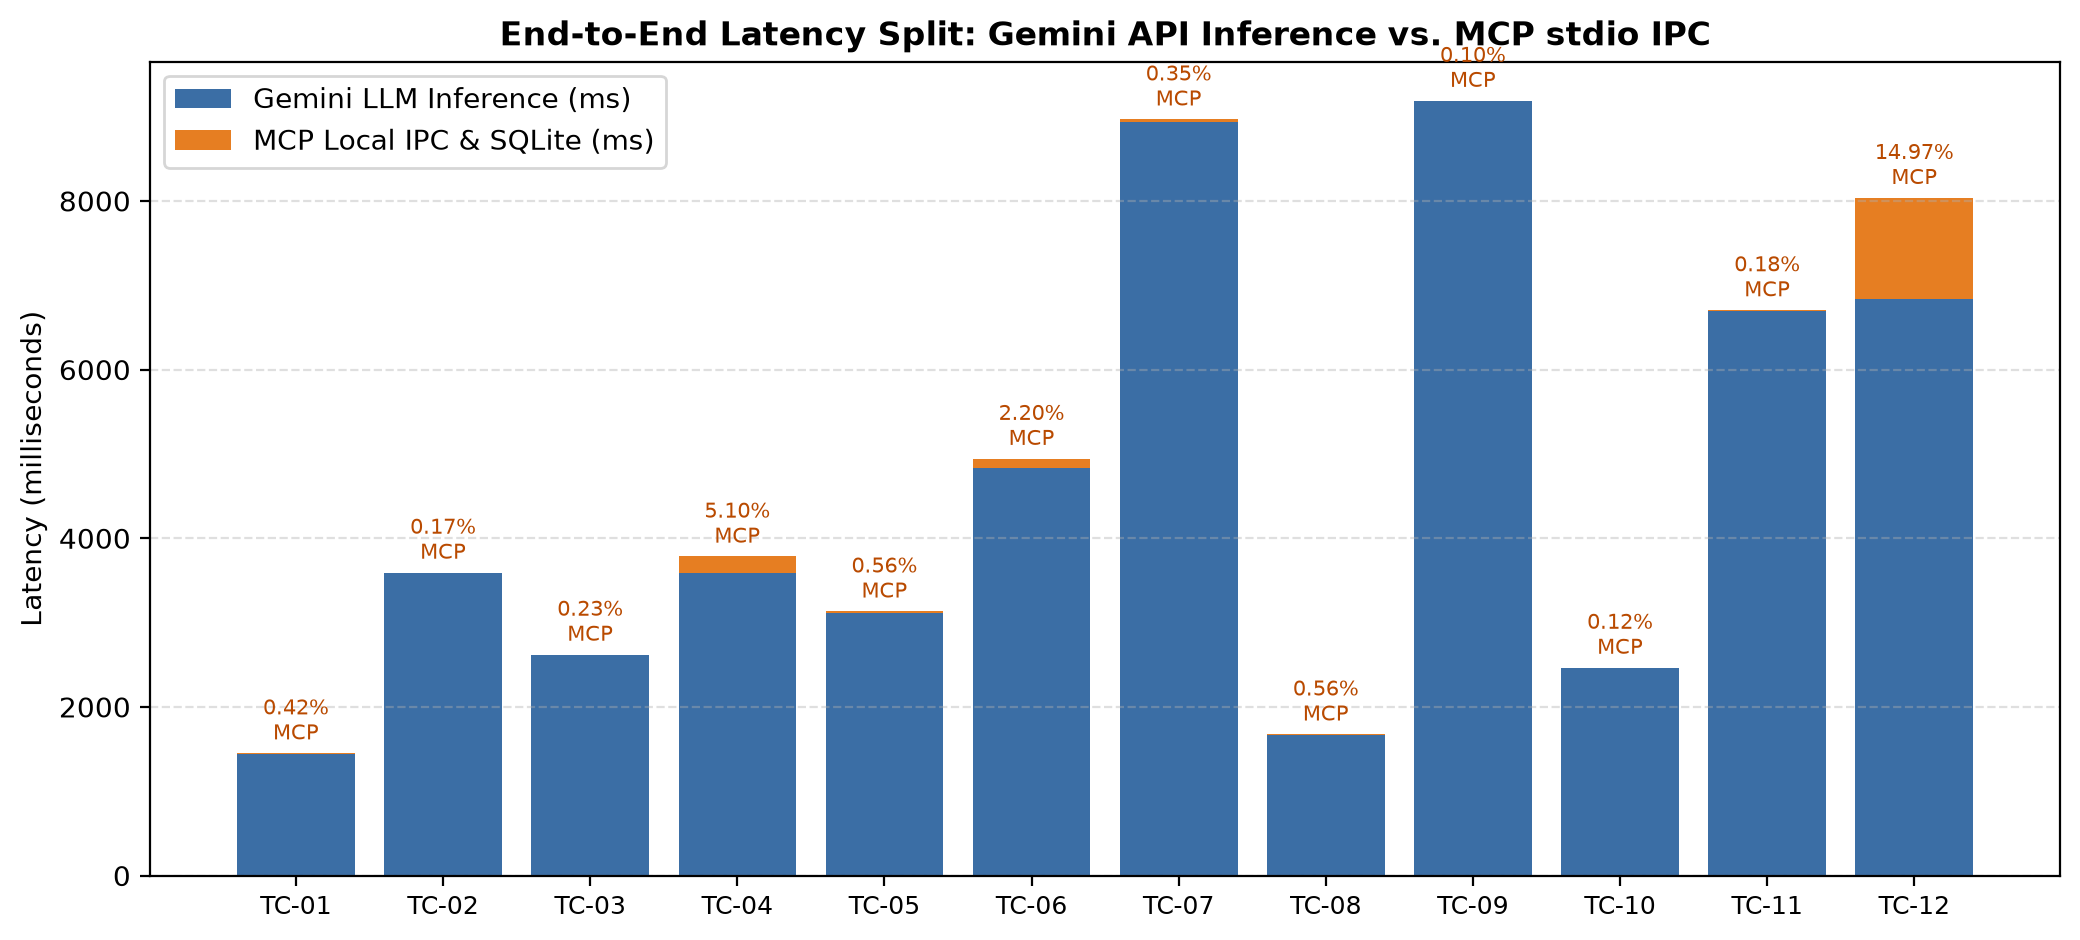 End-to-End Latency Split: Gemini API Inference vs. MCP stdio IPC
Gemini LLM Inference (ms)
MCP Local IPC & SQLite (ms)
Latency (milliseconds)
8000
6000
4000
2000
0
0.42%
MCP
0.17%
MCP
0.23%
MCP
5.10%
MCP
0.56%
MCP
2.20%
MCP
0.35%
MCP
0.56%
MCP
0.10%
MCP
0.12%
MCP
0.18%
MCP
14.97%
MCP
TC-01 TC-02 TC-03 TC-04 TC-05 TC-06 TC-07 TC-08 TC-09 TC-10 TC-11 TC-12